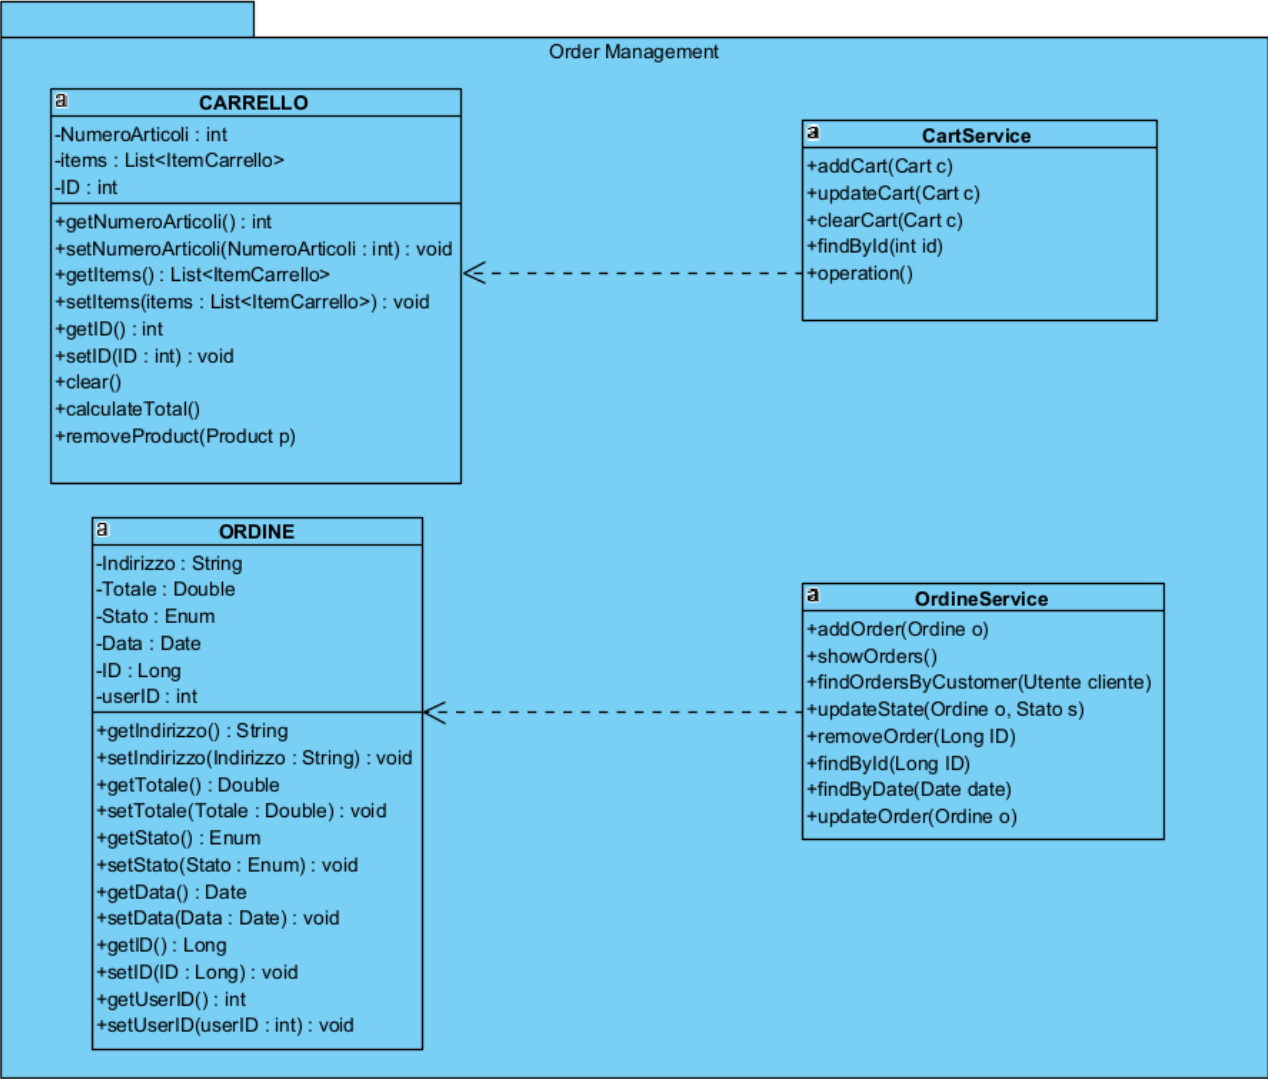 Order Management
a
CARRELLO
-NumeroArticoli : int
-items : List<ItemCarrello>
-ID : int
+getNumeroArticoli() : int
+setNumeroArticoli(NumeroArticoli : int) : void
+getItems() : List<ItemCarrello>
+setItems(items : List<ItemCarrello>) : void
+getID() : int
+setID(ID : int) : void
+clear()
+calculateTotal()
+removeProduct(Product p)
a
CartService
+addCart(Cart c)
+updateCart(Cart c)
+clearCart(Cart c)
+findById(int id)
+operation()
a
ORDINE
-Indirizzo : String
-Totale : Double
-Stato : Enum
-Data : Date
-ID : Long
-userID : int
+getIndirizzo() : String
+setIndirizzo(Indirizzo : String) : void
+getTotale() : Double
+setTotale(Totale : Double) : void
+getStato() : Enum
+setStato(Stato : Enum) : void
+getData() : Date
+setData(Data : Date) : void
+getID() : Long
+setID(ID : Long) : void
+getUserID() : int
+setUserID(userID : int) : void
a
OrdineService
+addOrder(Ordine o)
+showOrders()
+findOrdersByCustomer(Utente cliente)
+updateState(Ordine o, Stato s)
+removeOrder(Long ID)
+findById(Long ID)
+findByDate(Date date)
+updateOrder(Ordine o)